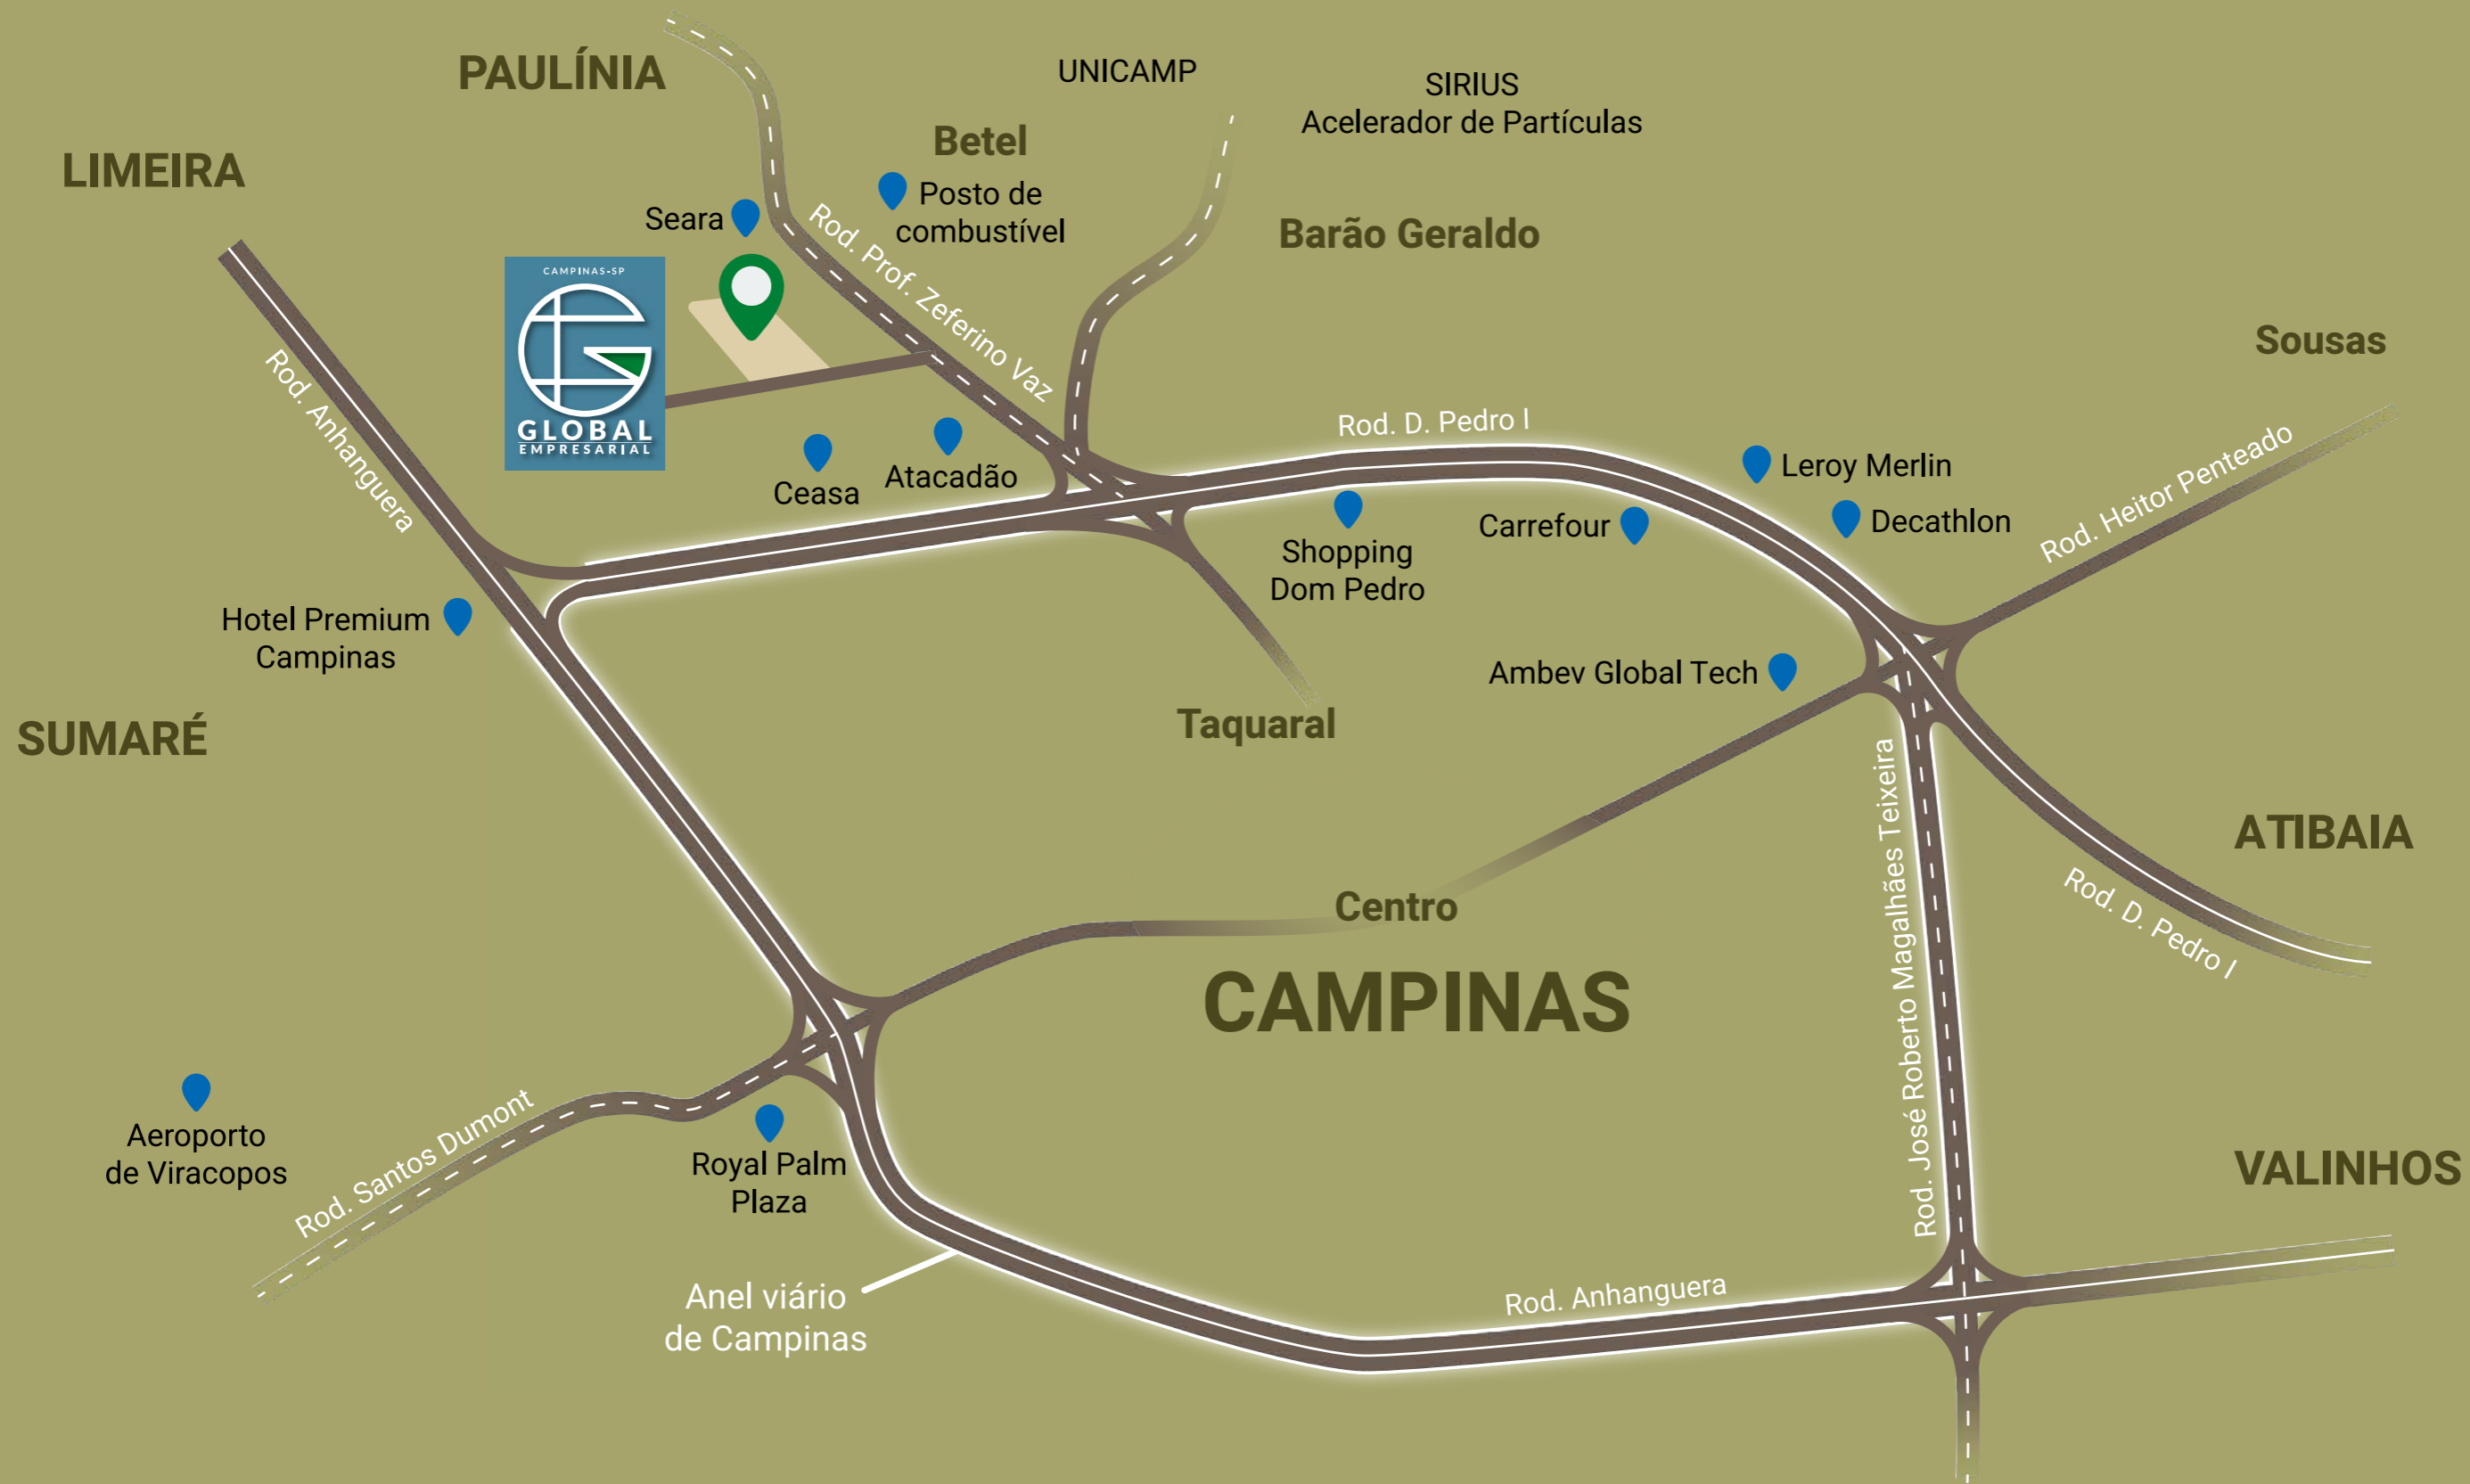 PAULÍNIA
UNICAMP
SIRIUS
Acelerador de Partículas
Betel
LIMEIRA
Posto de
combustível
Seara
Rod. Prof. Zeferino Vaz
Barão Geraldo
CAMPINAS-SP
GLOBAL
EMPRESARIAL
Sousas
Rod. Anhanguera
Rod. D. Pedro I
Rod. Heitor Penteado
Ceasa
Atacadão
Leroy Merlin
Carrefour
Decathlon
Shopping
Dom Pedro
Hotel Premium
Campinas
Ambev Global Tech
SUMARÉ
Taquaral
Rod. José Roberto Magalhães Teixeira
ATIBAIA
Rod. D. Pedro I
Centro
CAMPINAS
Aeroporto
de Viracopos
Rod. Santos Dumont
Royal Palm
Plaza
VALINHOS
Anel viário
de Campinas
Rod. Anhanguera